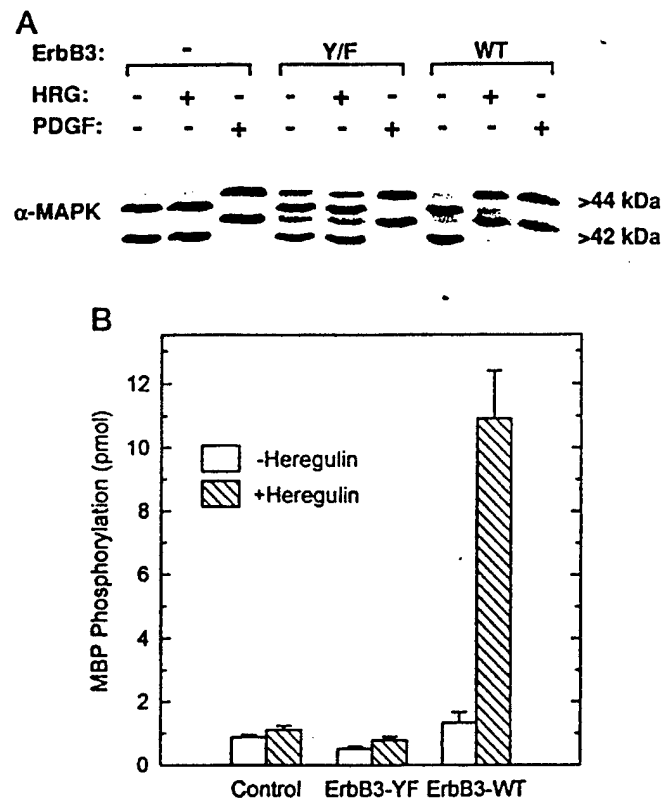 A
ErbB3: - Y/F WT
HRG: - + - - + - - + -
PDGF: - - + - - + - - +
α-MAPK
>44 kDa
>42 kDa
B
MBP Phosphorylation (pmol)
12
10
8
6
4
2
0
-Heregulin
+Heregulin
Control ErbB3-YF ErbB3-WT